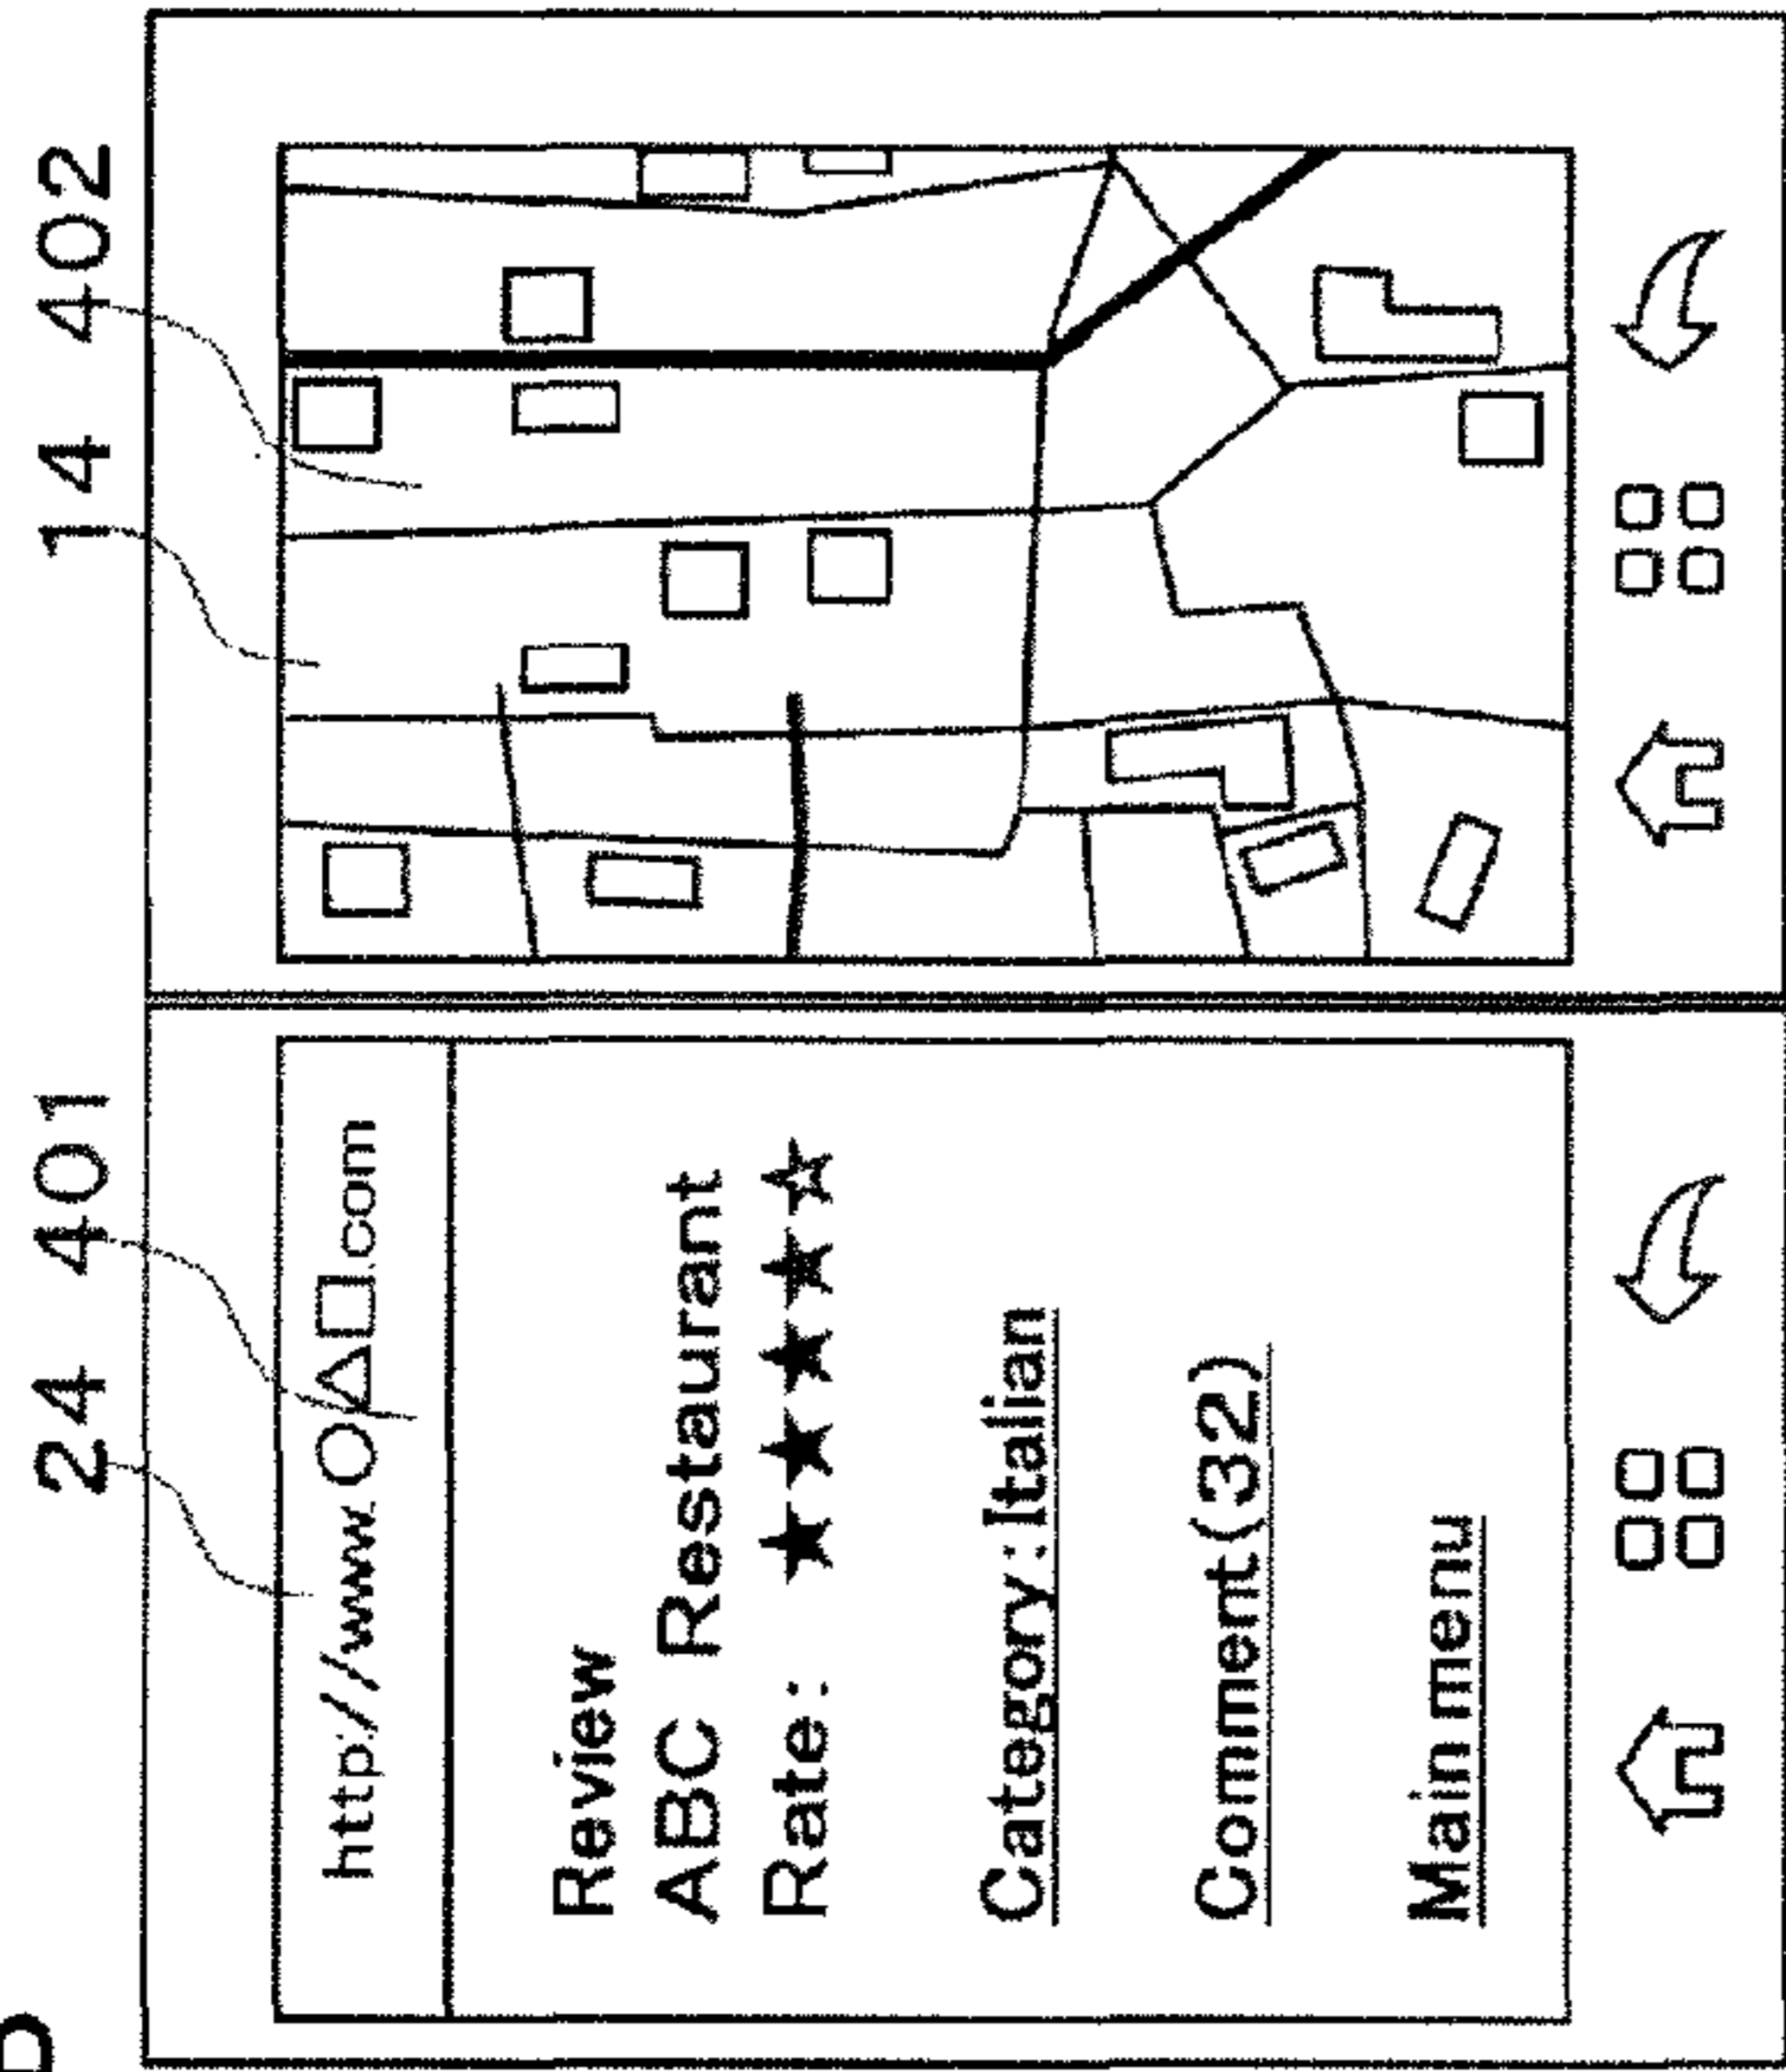 24 401 14 402
http://www.○△□.com
Review
ABC Restaurant
Rate: ★★★★☆
Category:Italian
Comment(32)
Main menu